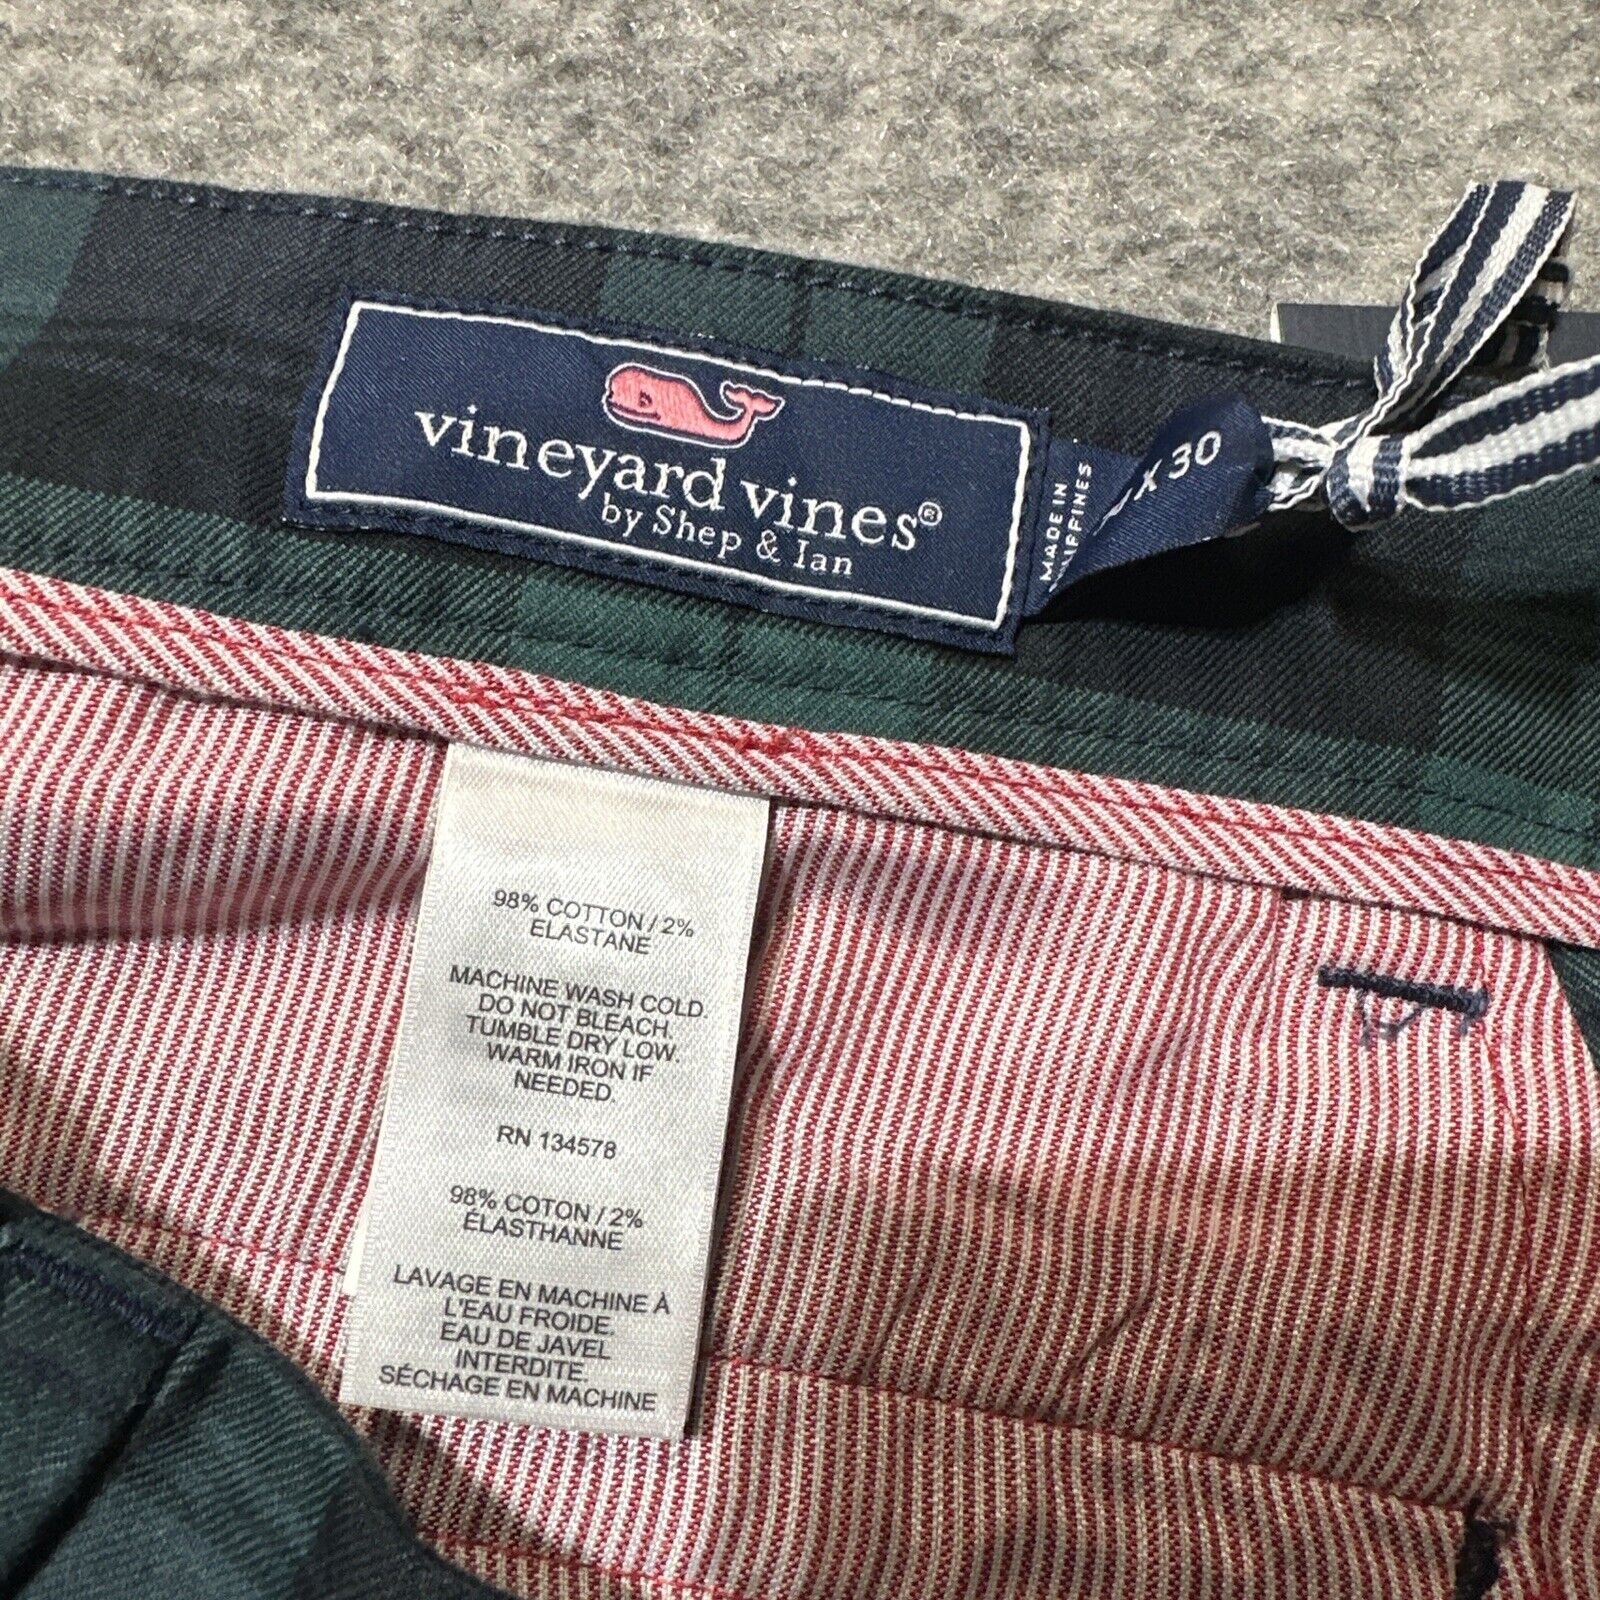 vineyard vines®
by Shep & Ian
X 30
MADE IN
98% COTTON / 2%
ELASTANE
MACHINE WASH COLD.
DO NOT BLEACH.
TUMBLE DRY LOW.
WARM IRON IF
NEEDED.
RN 134578
98% COTON / 2%
ÉLASTHANNE
LAVAGE EN MACHINE À
L'EAU FROIDE.
EAU DE JAVEL
INTERDITE.
SÉCHAGE EN MACHINE